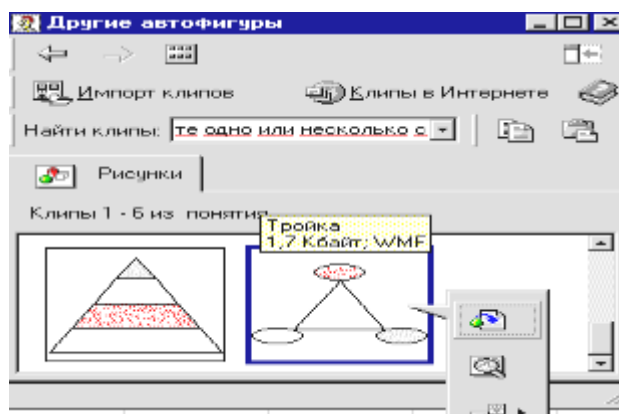 Другие автофигуры
Импорт клипов Клипы в Интернете
Найти клипы: те одно или несколько с
Рисунки
Клипы 1 - 6 из понятия
Тройка
1,7 Кбайт; WMF